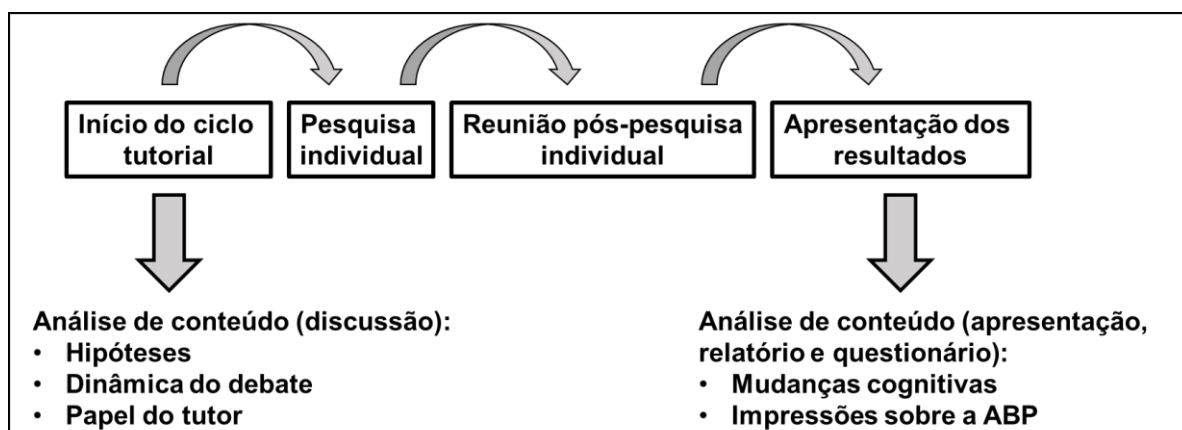 Início do ciclo
tutorial
Pesquisa
individual
Reunião pós-pesquisa
individual
Apresentação dos
resultados
Análise de conteúdo (discussão):
• Hipóteses
• Dinâmica do debate
• Papel do tutor
Análise de conteúdo (apresentação,
relatório e questionário):
• Mudanças cognitivas
• Impressões sobre a ABP